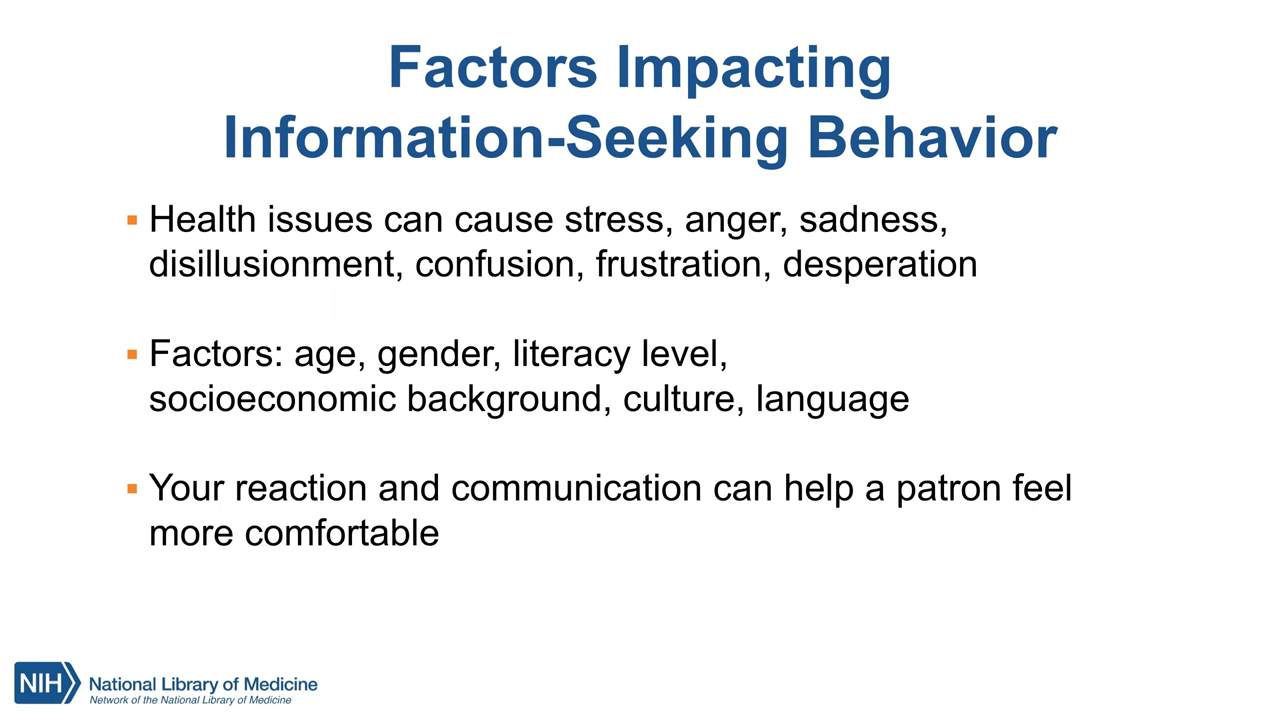 Factors Impacting
Information-Seeking Behavior
▪ Health issues can cause stress, anger, sadness,
disillusionment, confusion, frustration, desperation
▪ Factors: age, gender, literacy level,
socioeconomic background, culture, language
▪ Your reaction and communication can help a patron feel
more comfortable
NIH National Library of Medicine
Network of the National Library of Medicine